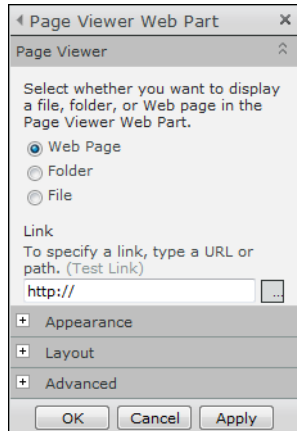 Page Viewer Web Part
Page Viewer
Select whether you want to display
a file, folder, or Web page in the
Page Viewer Web Part.
Web Page
Folder
File
Link
To specify a link, type a URL or
path. (Test Link)
http://
...
Appearance
Layout
Advanced
OK Cancel Apply